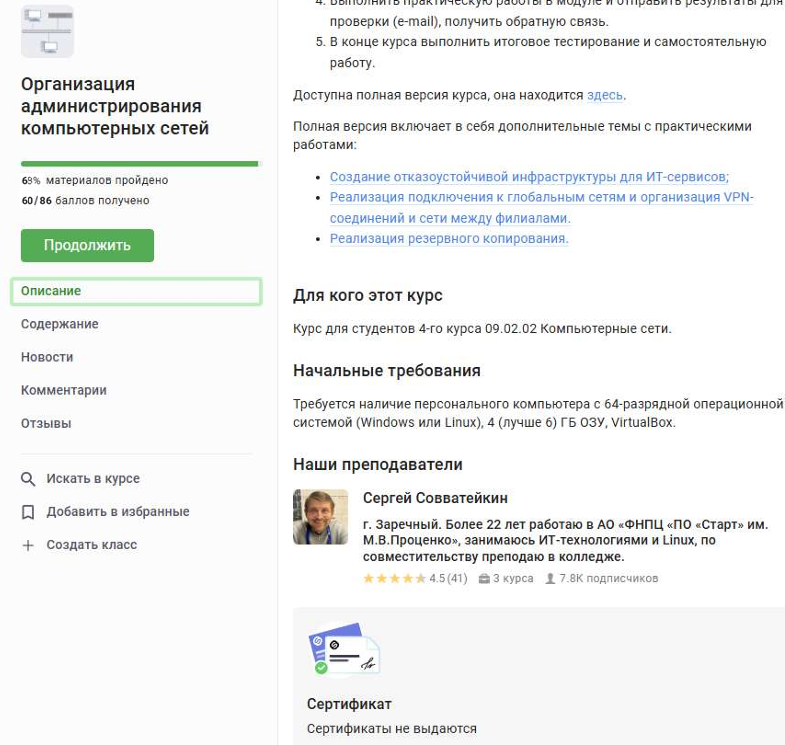 Организация
администрирования
компьютерных сетей
69% материалов пройдено
60/86 баллов получено
Продолжить
Описание
Содержание
Новости
Комментарии
Отзывы
Искать в курсе
Добавить в избранные
Создать класс
4. Выполнить практическую работы в модуле и отправить результаты для
проверки (e-mail), получить обратную связь.
5. В конце курса выполнить итоговое тестирование и самостоятельную
работу.
Доступна полная версия курса, она находится здесь.
Полная версия включает в себя дополнительные темы с практическими
работами:
• Создание отказоустойчивой инфраструктуры для ИТ-сервисов;
• Реализация подключения к глобальным сетям и организация VPN-
соединений и сети между филиалами.
• Реализация резервного копирования.
Для кого этот курс
Курс для студентов 4-го курса 09.02.02 Компьютерные сети.
Начальные требования
Требуется наличие персонального компьютера с 64-разрядной операционной
системой (Windows или Linux), 4 (лучше 6) ГБ ОЗУ, VirtualBox.
Наши преподаватели
Сергей Совватейкин
г. Заречный. Более 22 лет работаю в АО «ФНПЦ «ПО «Старт» им.
М.В.Проценко», занимаюсь ИТ-технологиями и Linux, по
совместительству преподаю в колледже.
4.5 (41) 3 курса 7.8K подписчиков
Сертификат
Сертификаты не выдаются